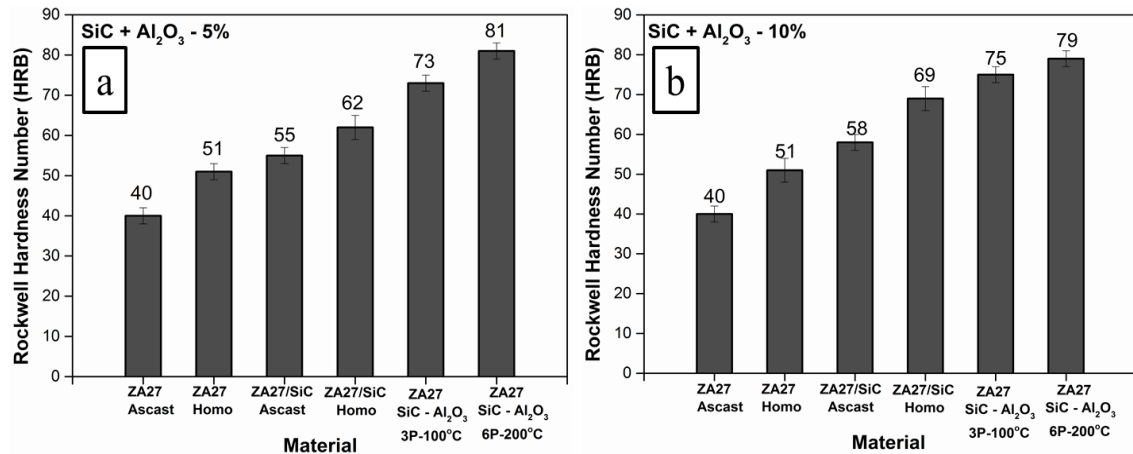 SiC + Al₂O₃ - 5%
a
Rockwell Hardness Number (HRB)
90
80
70
60
50
40
30
20
10
0
40
51
55
62
73
81
ZA27 Ascast
ZA27 Homo
ZA27/SiC Ascast
ZA27/SiC Homo
ZA27 SiC - Al₂O₃ 3P-100°C
ZA27 SiC - Al₂O₃ 6P-200°C
Material
SiC + Al₂O₃ - 10%
b
Rockwell Hardness Number (HRB)
90
80
70
60
50
40
30
20
10
0
40
51
58
69
75
79
ZA27 Ascast
ZA27 Homo
ZA27/SiC Ascast
ZA27/SiC Homo
ZA27 SiC - Al₂O₃ 3P-100°C
ZA27 SiC - Al₂O₃ 6P-200°C
Material